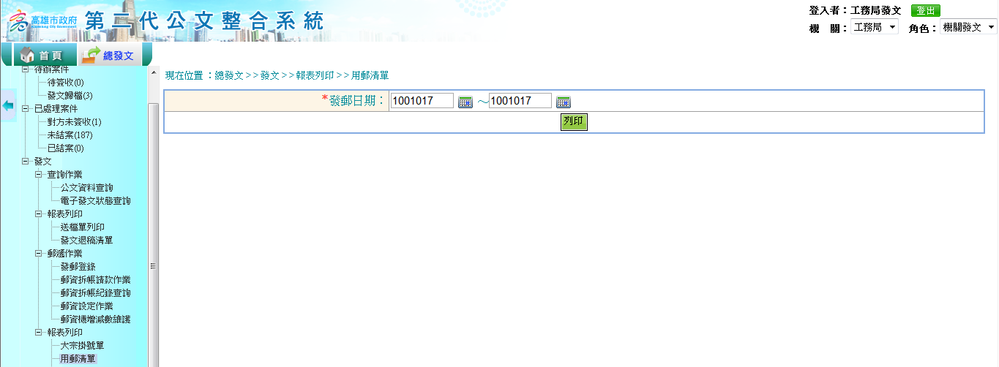 高雄市政府
Kaohsiung City Government
第二代公文整合系統
登入者：工務局發文 登出
機 關：工務局 角色：機關發文
首頁 總發文
待辦案件
待簽收(0)
發文歸檔(3)
已處理案件
對方未簽收(1)
未結案(187)
已結案(0)
發文
查詢作業
公文資料查詢
電子發文狀態查詢
報表列印
送檔單列印
發文退稿清單
郵遞作業
發郵登錄
郵資拆帳請款作業
郵資拆帳紀錄查詢
郵資設定作業
郵資機增減數維護
報表列印
大宗掛號單
用郵清單
現在位置：總發文>>發文>>報表列印>>用郵清單
*發郵日期：1001017 ～1001017
列印